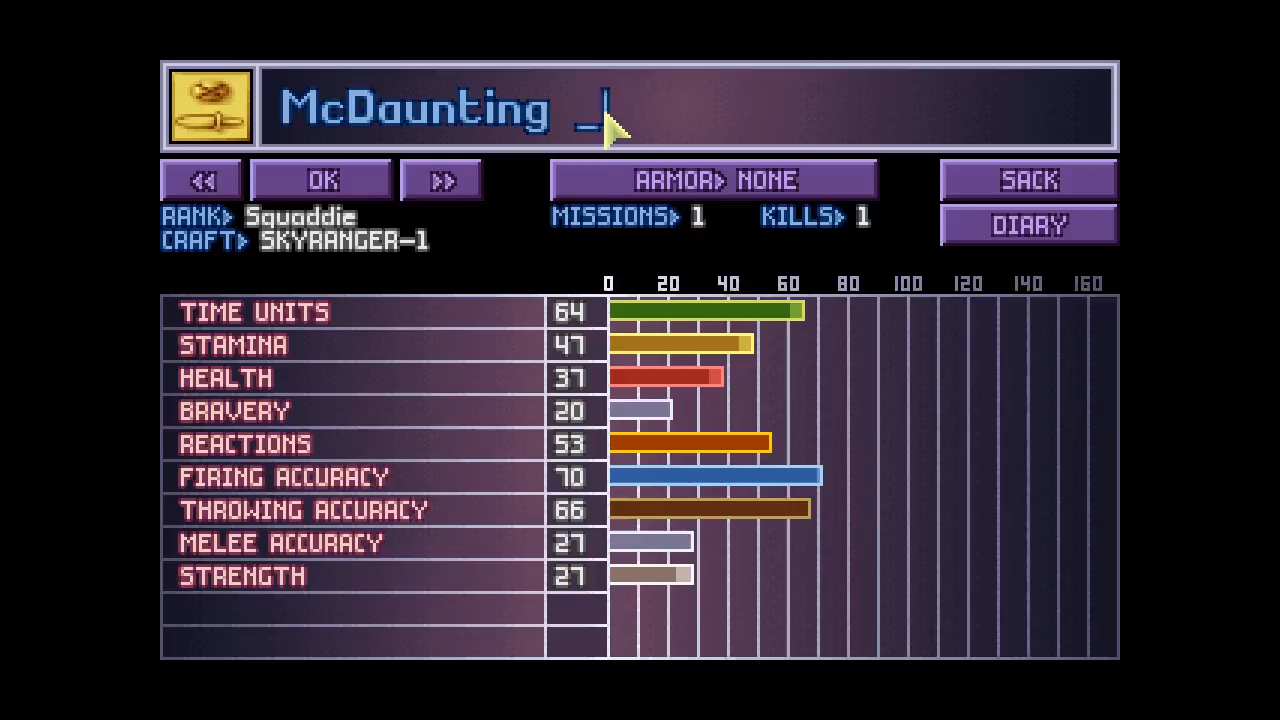 McDaunting _
OK
ARMOR> NONE
SACK
RANK> Squaddie
MISSIONS> 1
KILLS> 1
DIARY
CRAFT> SKYRANGER-1
0 20 40 60 80 100 120 140 160
TIME UNITS 64
STAMINA 47
HEALTH 37
BRAVERY 20
REACTIONS 53
FIRING ACCURACY 70
THROWING ACCURACY 66
MELEE ACCURACY 27
STRENGTH 27